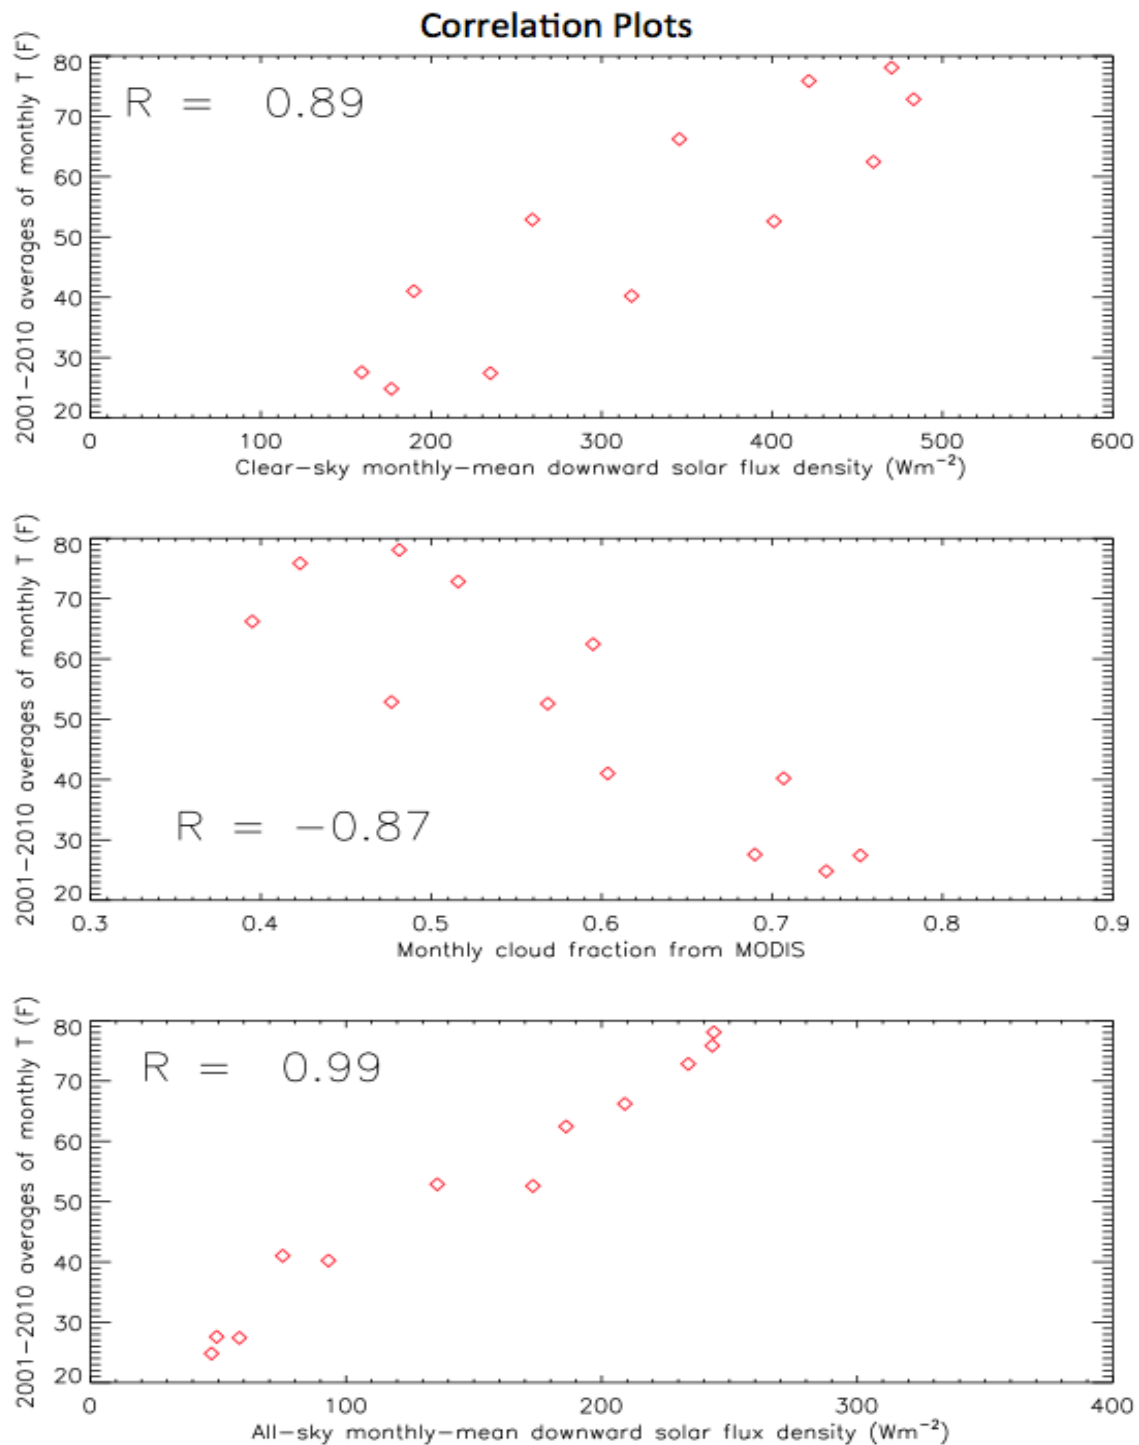 Correlation Plots
2001-2010 averages of monthly T (F)
80
70
60
50
40
30
20
R = 0.89
0 100 200 300 400 500 600
Clear-sky monthly-mean downward solar flux density (Wm⁻²)
2001-2010 averages of monthly T (F)
80
70
60
50
40
30
20
R = -0.87
0.3 0.4 0.5 0.6 0.7 0.8 0.9
Monthly cloud fraction from MODIS
2001-2010 averages of monthly T (F)
80
70
60
50
40
30
20
R = 0.99
0 100 200 300 400
All-sky monthly-mean downward solar flux density (Wm⁻²)